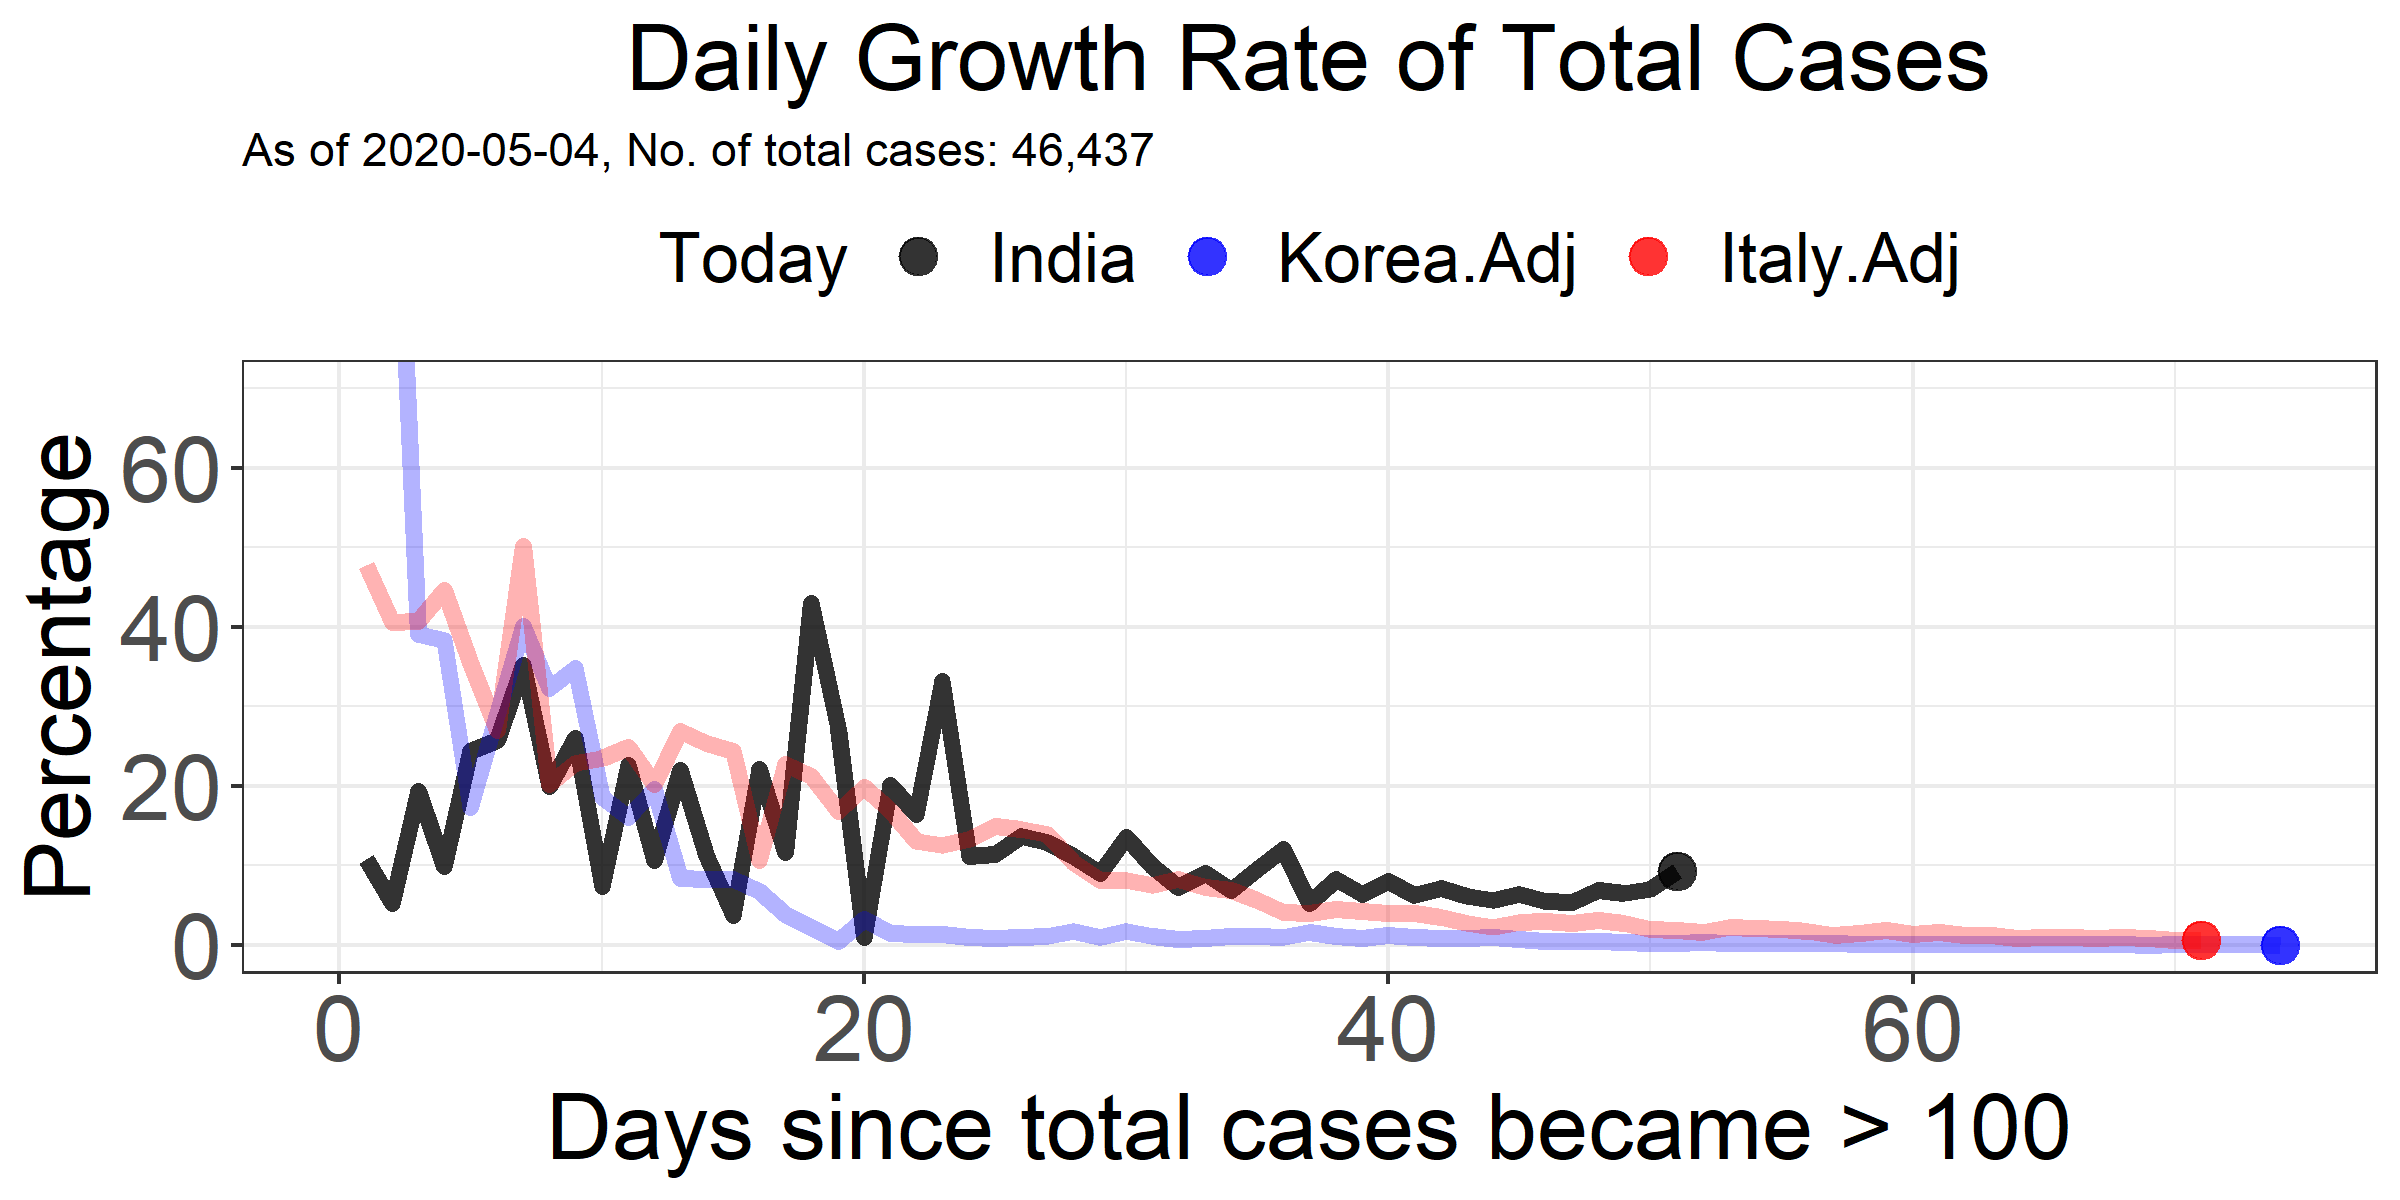 Daily Growth Rate of Total Cases
As of 2020-05-04, No. of total cases: 46,437
Today India Korea.Adj Italy.Adj
Percentage
60
40
20
0
0 20 40 60
Days since total cases became > 100